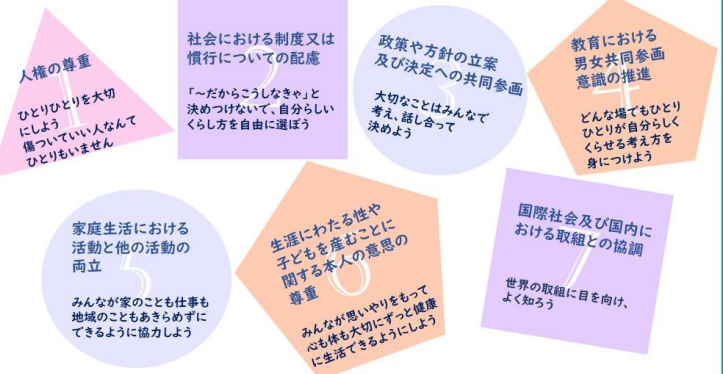 1
人権の尊重
ひとりひとりを大切
にしよう
傷ついていい人なんて
ひとりもいません
2
社会における制度又は
慣行についての配慮
「～だからこうしなきゃ」と
決めつけないで、自分らしい
くらし方を自由に選ぼう
3
政策や方針の立案
及び決定への共同参画
大切なことはみんなで
考え、話し合って
決めよう
4
教育における
男女共同参画
意識の推進
どんな場でもひとり
ひとりが自分らしく
くらせる考え方を
身につけよう
5
家庭生活における
活動と他の活動の
両立
みんなが家のことも仕事も
地域のこともあきらめずに
できるように協力しよう
6
生涯にわたる性や
子どもを産むことに
関する本人の意思の
尊重
みんなが思いやりをもって
心も体も大切にずっと健康
に生活できるようにしよう
7
国際社会及び国内に
おける取組との協調
世界の取組に目を向け、
よく知ろう